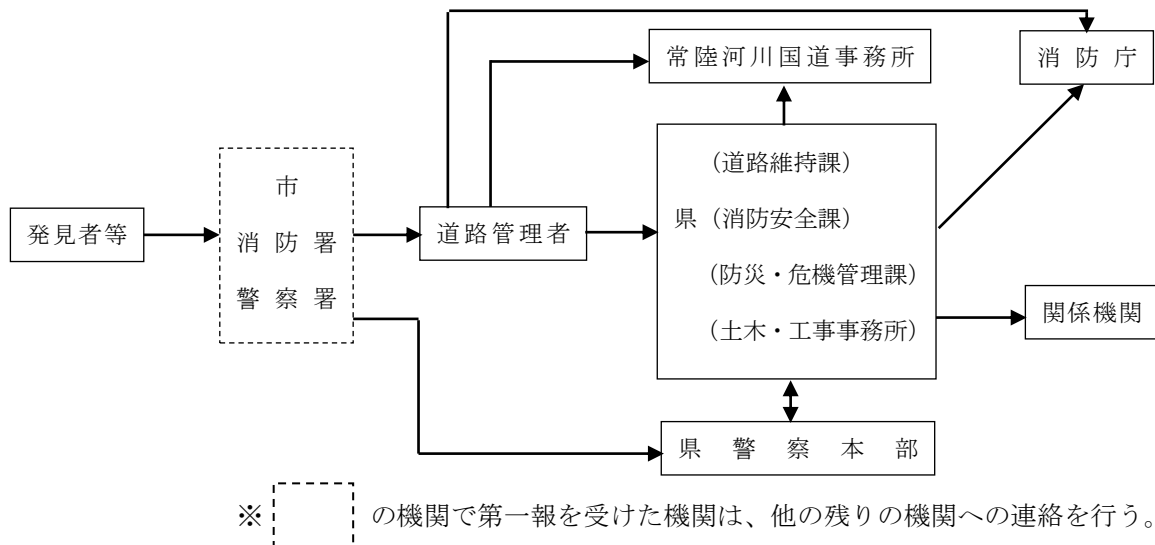 常陸河川国道事務所
消防庁
市
消防署
警察署
発見者等
道路管理者
県
(道路維持課)
(消防安全課)
(防災・危機管理課)
(土木・工事事務所)
関係機関
県警察本部
※ の機関で第一報を受けた機関は、他の残りの機関への連絡を行う。